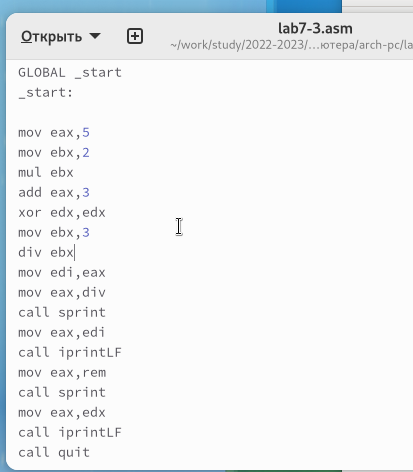 Открыть
lab7-3.asm
~/work/study/2022-2023/…ютера/arch-pc/la
GLOBAL _start
_start:
mov eax,5
mov ebx,2
mul ebx
add eax,3
xor edx,edx
mov ebx,3
div ebx
mov edi,eax
mov eax,div
call sprint
mov eax,edi
call iprintLF
mov eax,rem
call sprint
mov eax,edx
call iprintLF
call quit